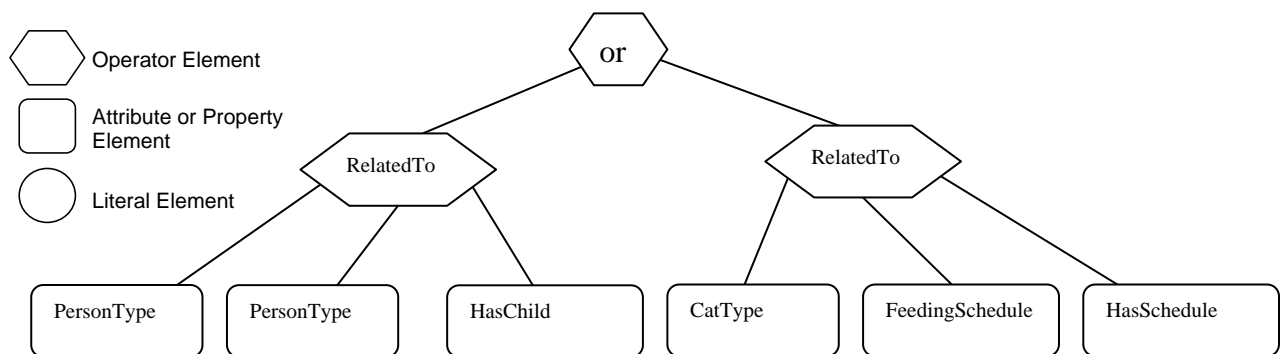 or
Operator Element
Attribute or Property
Element
Literal Element
RelatedTo
RelatedTo
PersonType
PersonType
HasChild
CatType
FeedingSchedule
HasSchedule